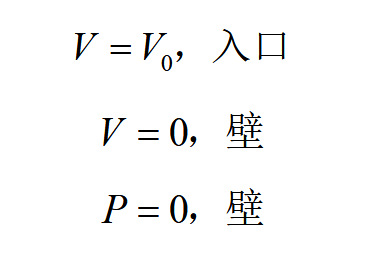 V = V₀，入口
V = 0，壁
P = 0，壁